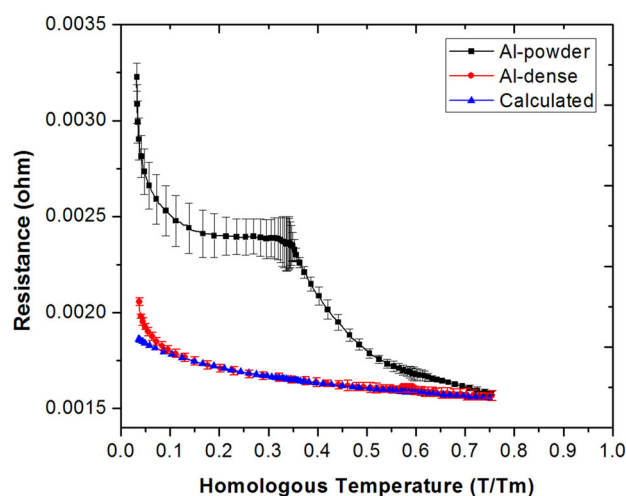 0.0035
0.0030
0.0025
0.0020
0.0015
Resistance (ohm)
Al-powder
Al-dense
Calculated
0.0 0.1 0.2 0.3 0.4 0.5 0.6 0.7 0.8 0.9 1.0
Homologous Temperature (T/Tm)